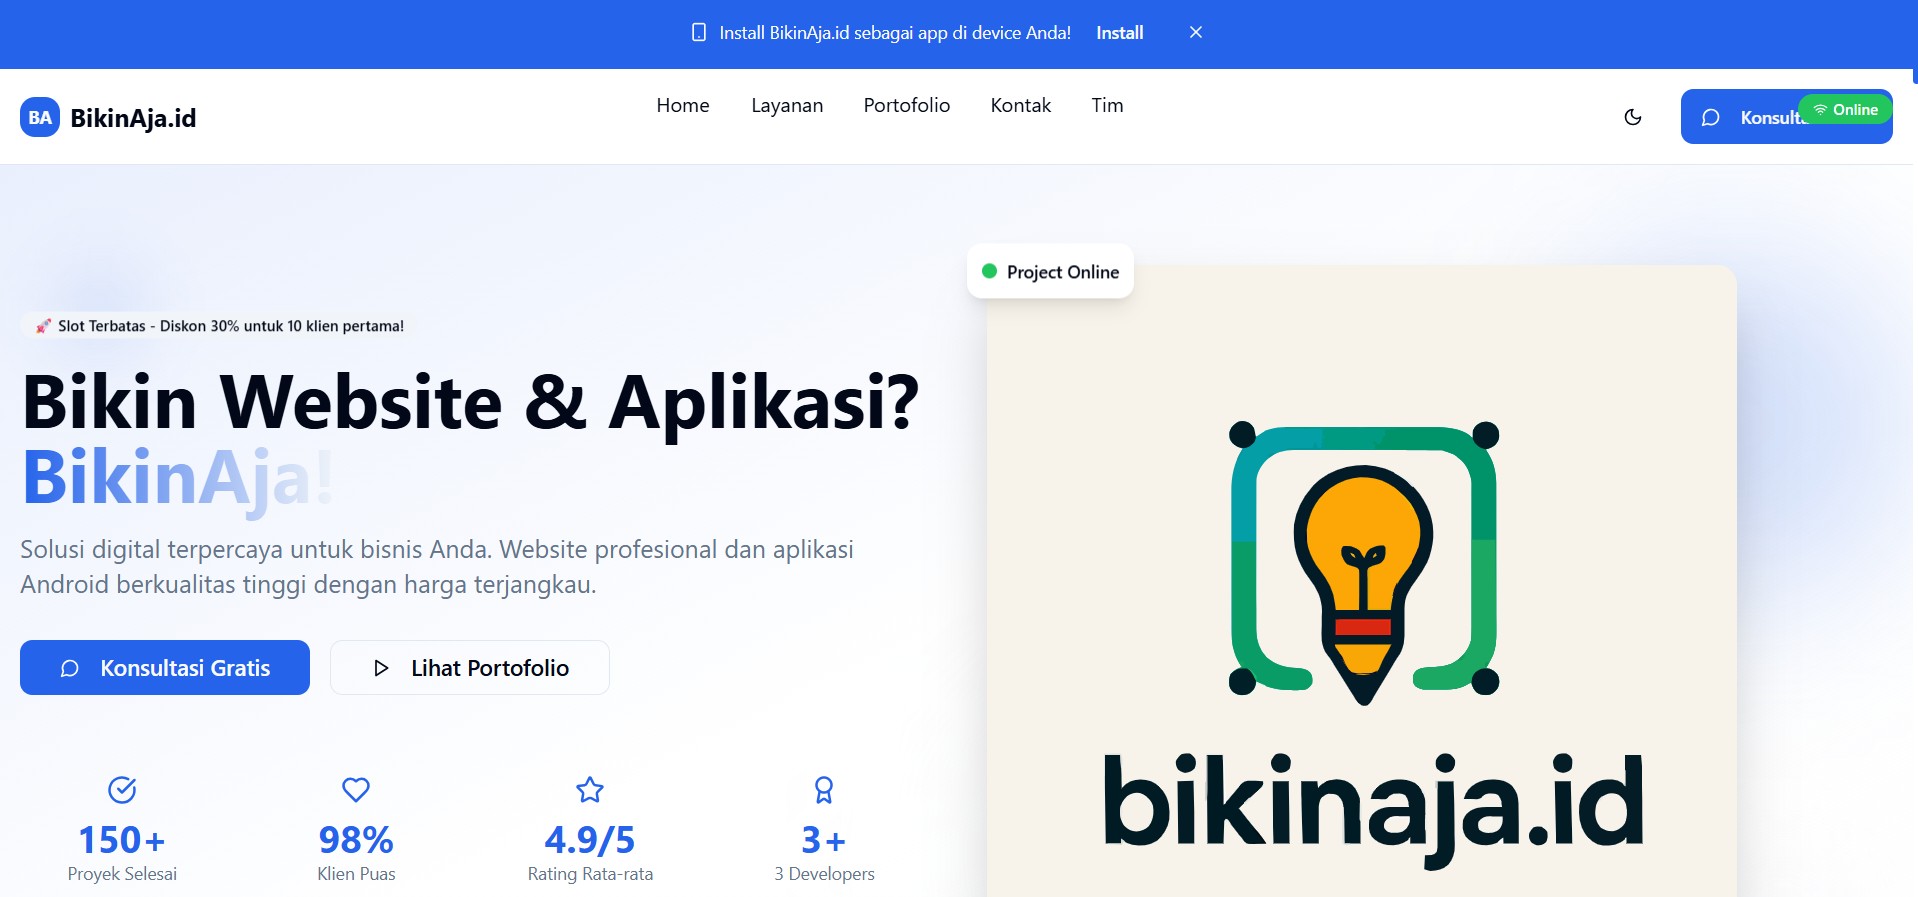 Install BikinAja.id sebagai app di device Anda! Install
BA BikinAja.id
Home Layanan Portofolio Kontak Tim
Online
Project Online
🚀 Slot Terbatas - Diskon 30% untuk 10 klien pertama!
Bikin Website & Aplikasi?
BikinAja!
Solusi digital terpercaya untuk bisnis Anda. Website profesional dan aplikasi
Android berkualitas tinggi dengan harga terjangkau.
Konsultasi Gratis
Lihat Portofolio
150+
Proyek Selesai
98%
Klien Puas
4.9/5
Rating Rata-rata
3+
3 Developers
bikinaja.id